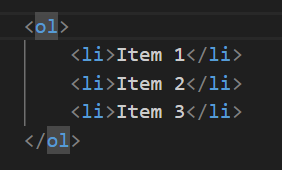 <ol>
    <li>Item 1</li>
    <li>Item 2</li>
    <li>Item 3</li>
</ol>